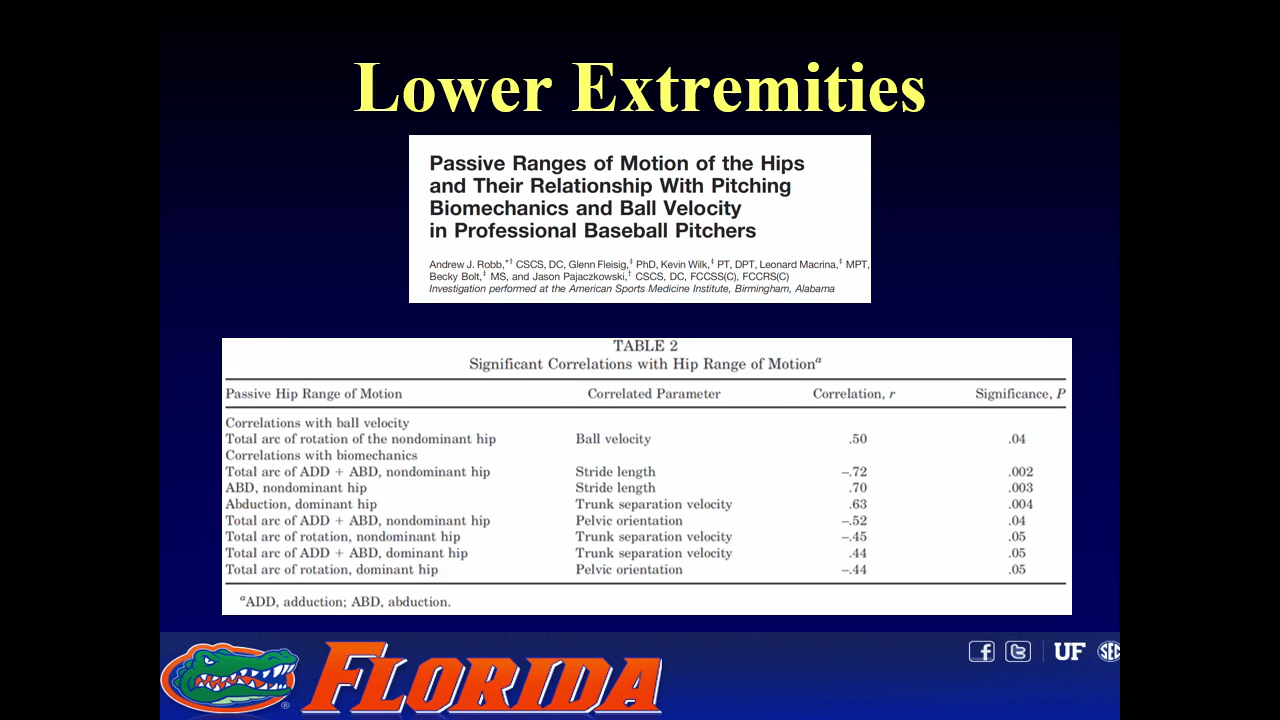 Lower Extremities
Passive Ranges of Motion of the Hips
and Their Relationship With Pitching
Biomechanics and Ball Velocity
in Professional Baseball Pitchers
Andrew J. Robb,*† CSCS, DC, Glenn Fleisig,‡ PhD, Kevin Wilk,‡ PT, DPT, Leonard Macrina,‡ MPT,
Becky Bolt,‡ MS, and Jason Pajaczkowski,† CSCS, DC, FCCSS(C), FCCRS(C)
Investigation performed at the American Sports Medicine Institute, Birmingham, Alabama
TABLE 2
Significant Correlations with Hip Range of Motionᵃ
Passive Hip Range of Motion Correlated Parameter Correlation, r Significance, P
Correlations with ball velocity
Total arc of rotation of the nondominant hip Ball velocity .50 .04
Correlations with biomechanics
Total arc of ADD + ABD, nondominant hip Stride length –.72 .002
ABD, nondominant hip Stride length .70 .003
Abduction, dominant hip Trunk separation velocity .63 .004
Total arc of ADD + ABD, nondominant hip Pelvic orientation –.52 .04
Total arc of rotation, nondominant hip Trunk separation velocity –.45 .05
Total arc of ADD + ABD, dominant hip Trunk separation velocity .44 .05
Total arc of rotation, dominant hip Pelvic orientation –.44 .05
ᵃADD, adduction; ABD, abduction.
FLORIDA
UF
SEC